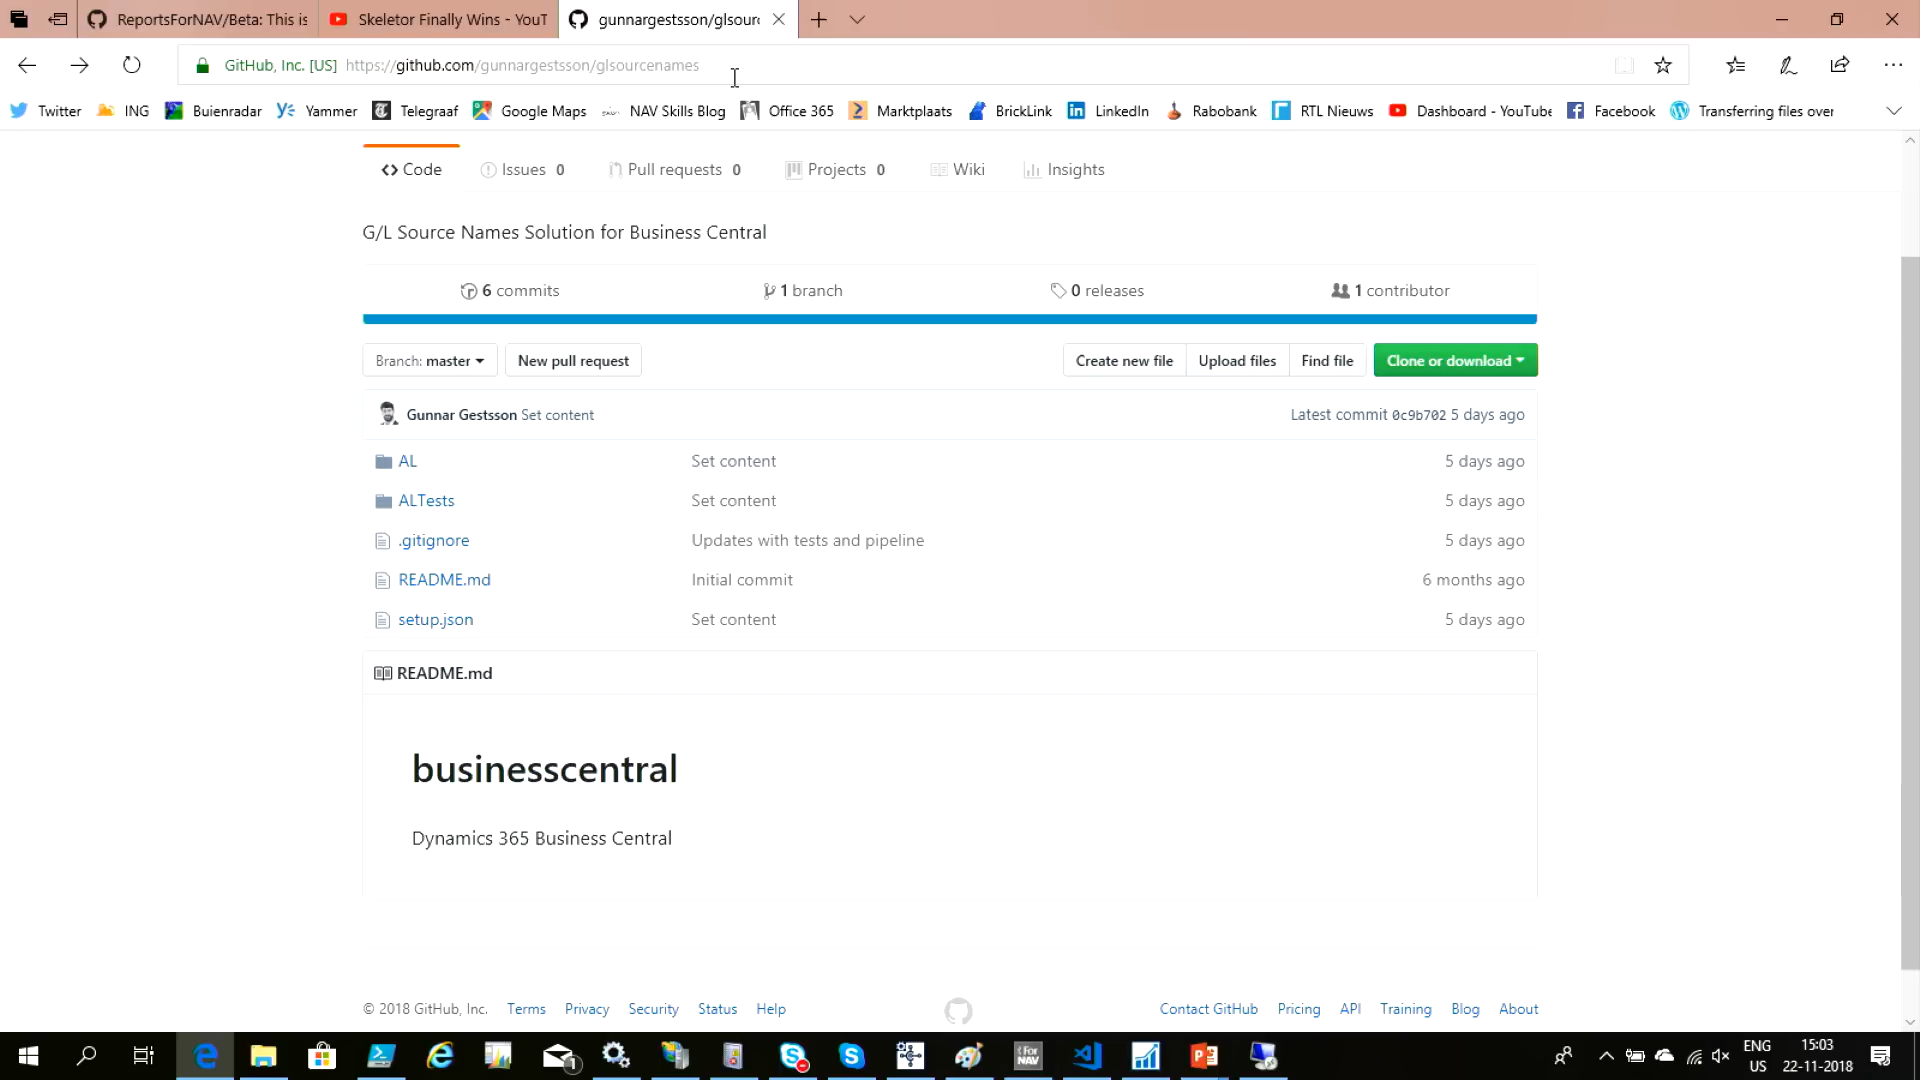 ReportsForNAV/Beta: This is
Skeletor Finally Wins - YouT
gunnargestsson/glsourc
GitHub, Inc. [US] https://github.com/gunnargestsson/glsourcenames
Twitter ING Buienradar Yammer Telegraaf Google Maps NAV Skills Blog Office 365 Marktplaats BrickLink LinkedIn Rabobank RTL Nieuws Dashboard - YouTube Facebook Transferring files over
Code Issues 0 Pull requests 0 Projects 0 Wiki Insights
G/L Source Names Solution for Business Central
6 commits 1 branch 0 releases 1 contributor
Branch: master New pull request Create new file Upload files Find file Clone or download
Gunnar Gestsson Set content Latest commit 0c9b702 5 days ago
AL Set content 5 days ago
ALTests Set content 5 days ago
.gitignore Updates with tests and pipeline 5 days ago
README.md Initial commit 6 months ago
setup.json Set content 5 days ago
README.md
businesscentral
Dynamics 365 Business Central
© 2018 GitHub, Inc. Terms Privacy Security Status Help Contact GitHub Pricing API Training Blog About
ENG 15:03
US 22-11-2018